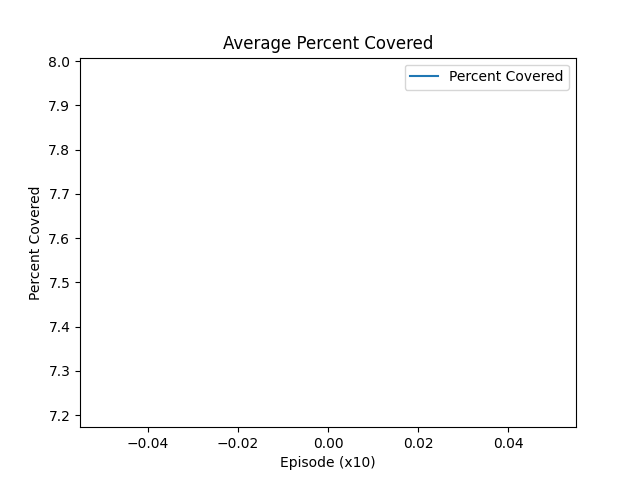 Average Percent Covered
Percent Covered
8.0
7.9
7.8
7.7
7.6
7.5
7.4
7.3
7.2
Percent Covered
−0.04 −0.02 0.00 0.02 0.04
Episode (x10)